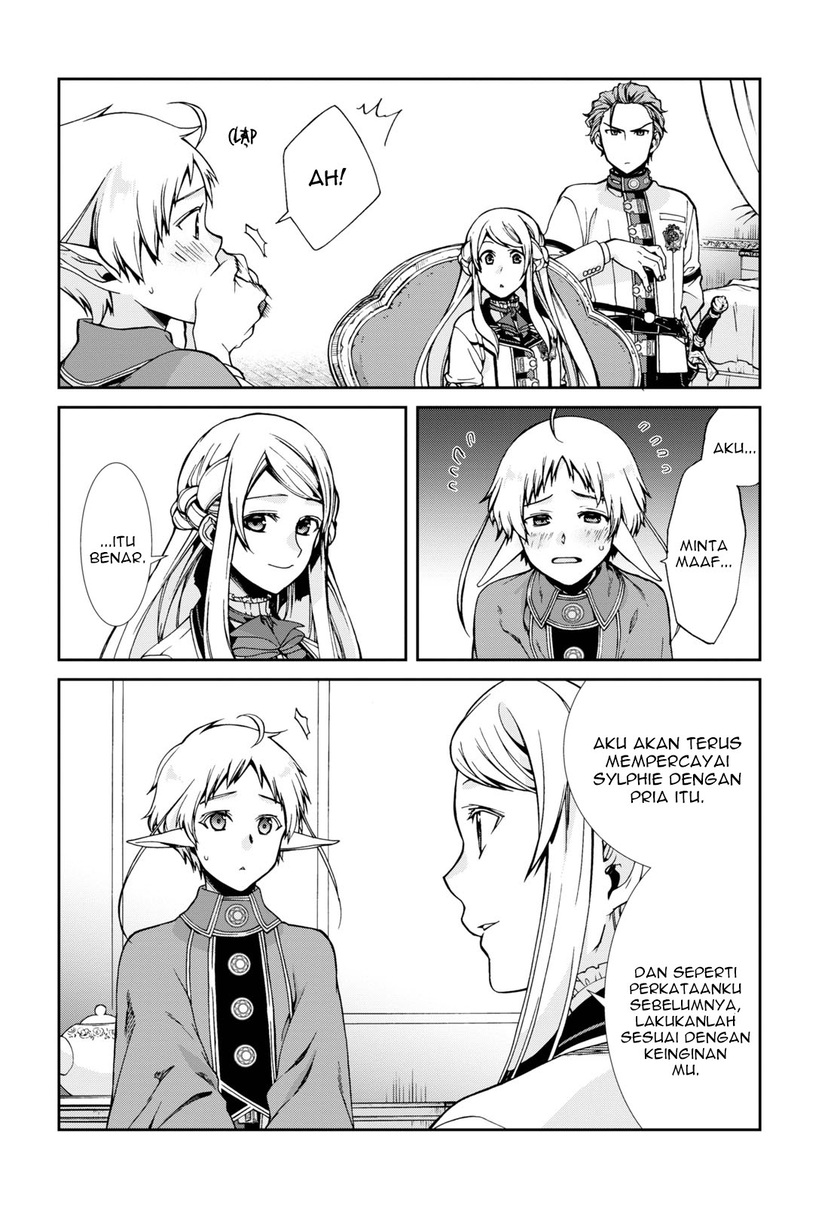 CLAP
AH!
AKU...
MINTA
MAAF...
...ITU
BENAR.
AKU AKAN TERUS
MEMPERCAYAI
SYLPHIE DENGAN
PRIA ITU.
DAN SEPERTI
PERKATAANKU
SEBELUMNYA,
LAKUKANLAH
SESUAI DENGAN
KEINGINAN
MU.